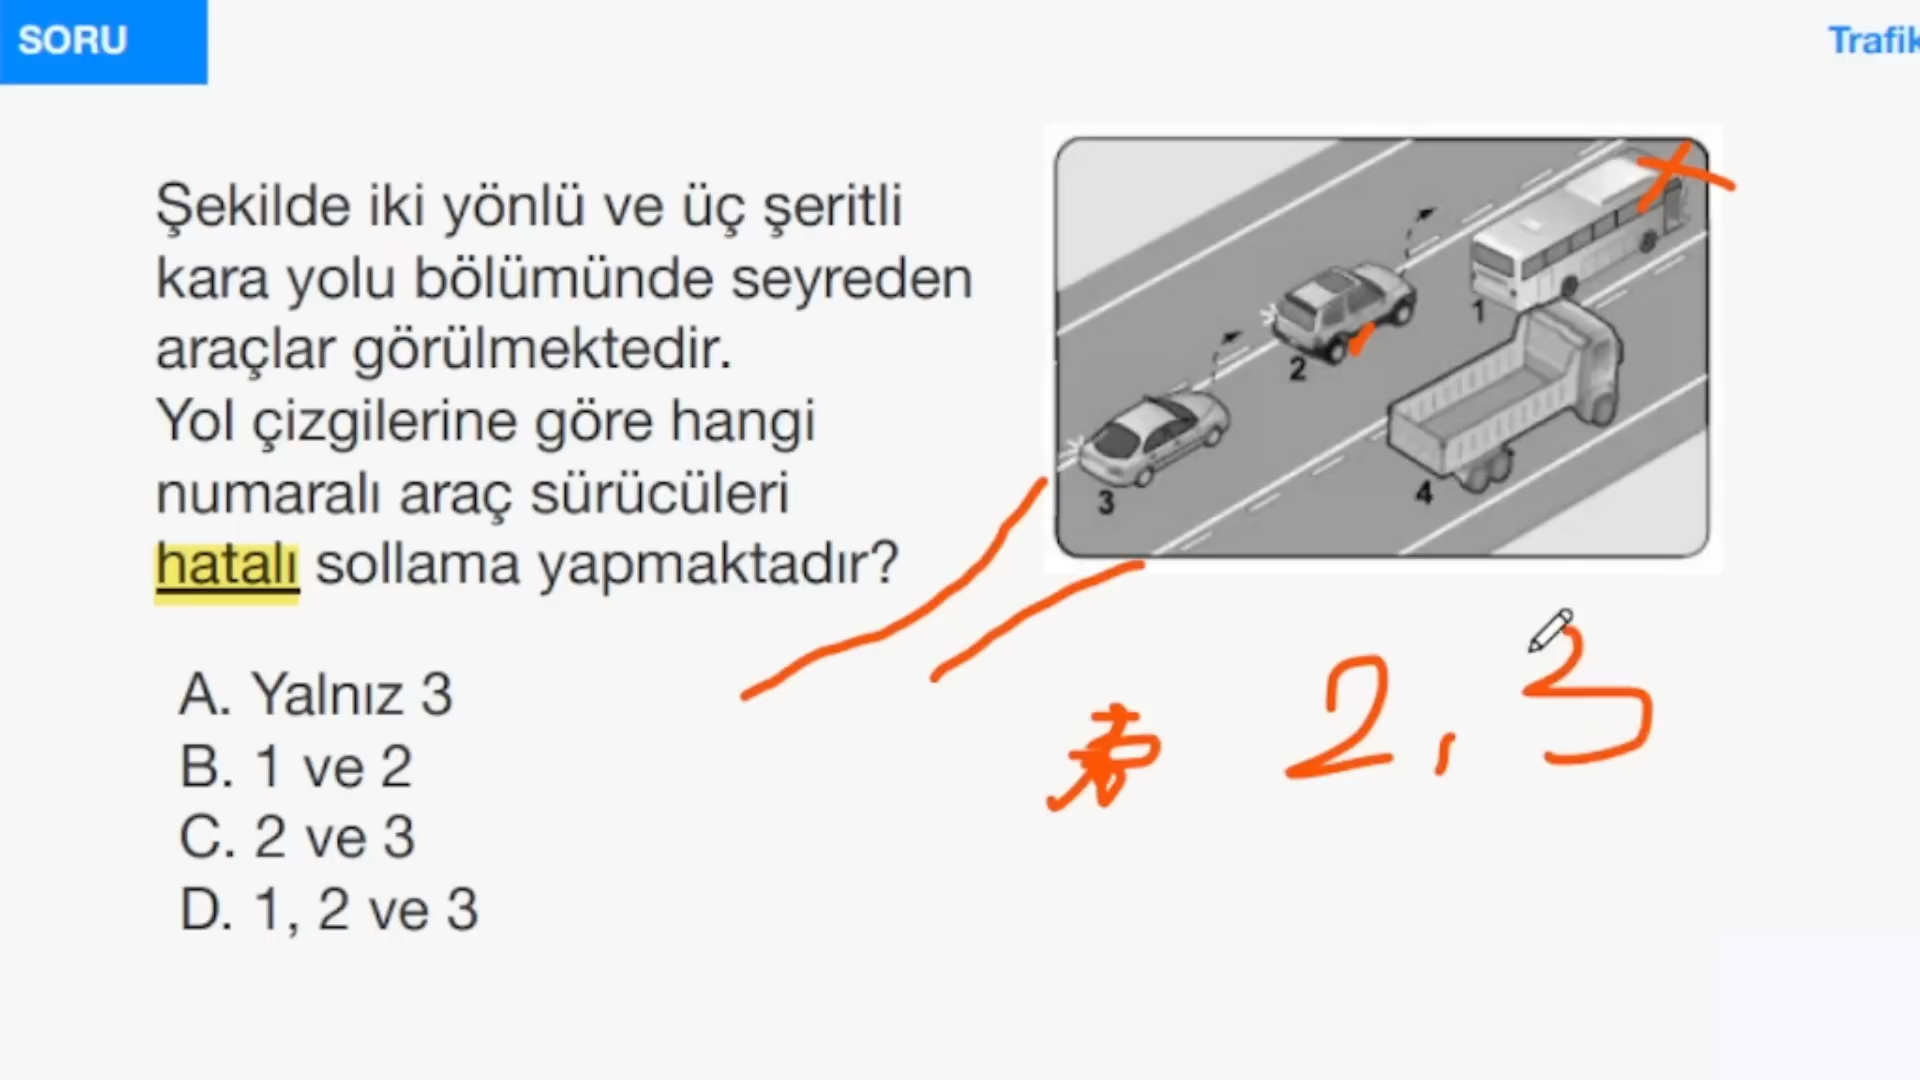 SORU
Trafik
Şekilde iki yönlü ve üç şeritli
kara yolu bölümünde seyreden
araçlar görülmektedir.
Yol çizgilerine göre hangi
numaralı araç sürücüleri
hatalı sollama yapmaktadır?
A. Yalnız 3
B. 1 ve 2
C. 2 ve 3
D. 1, 2 ve 3
1
2
3
4
2, 3